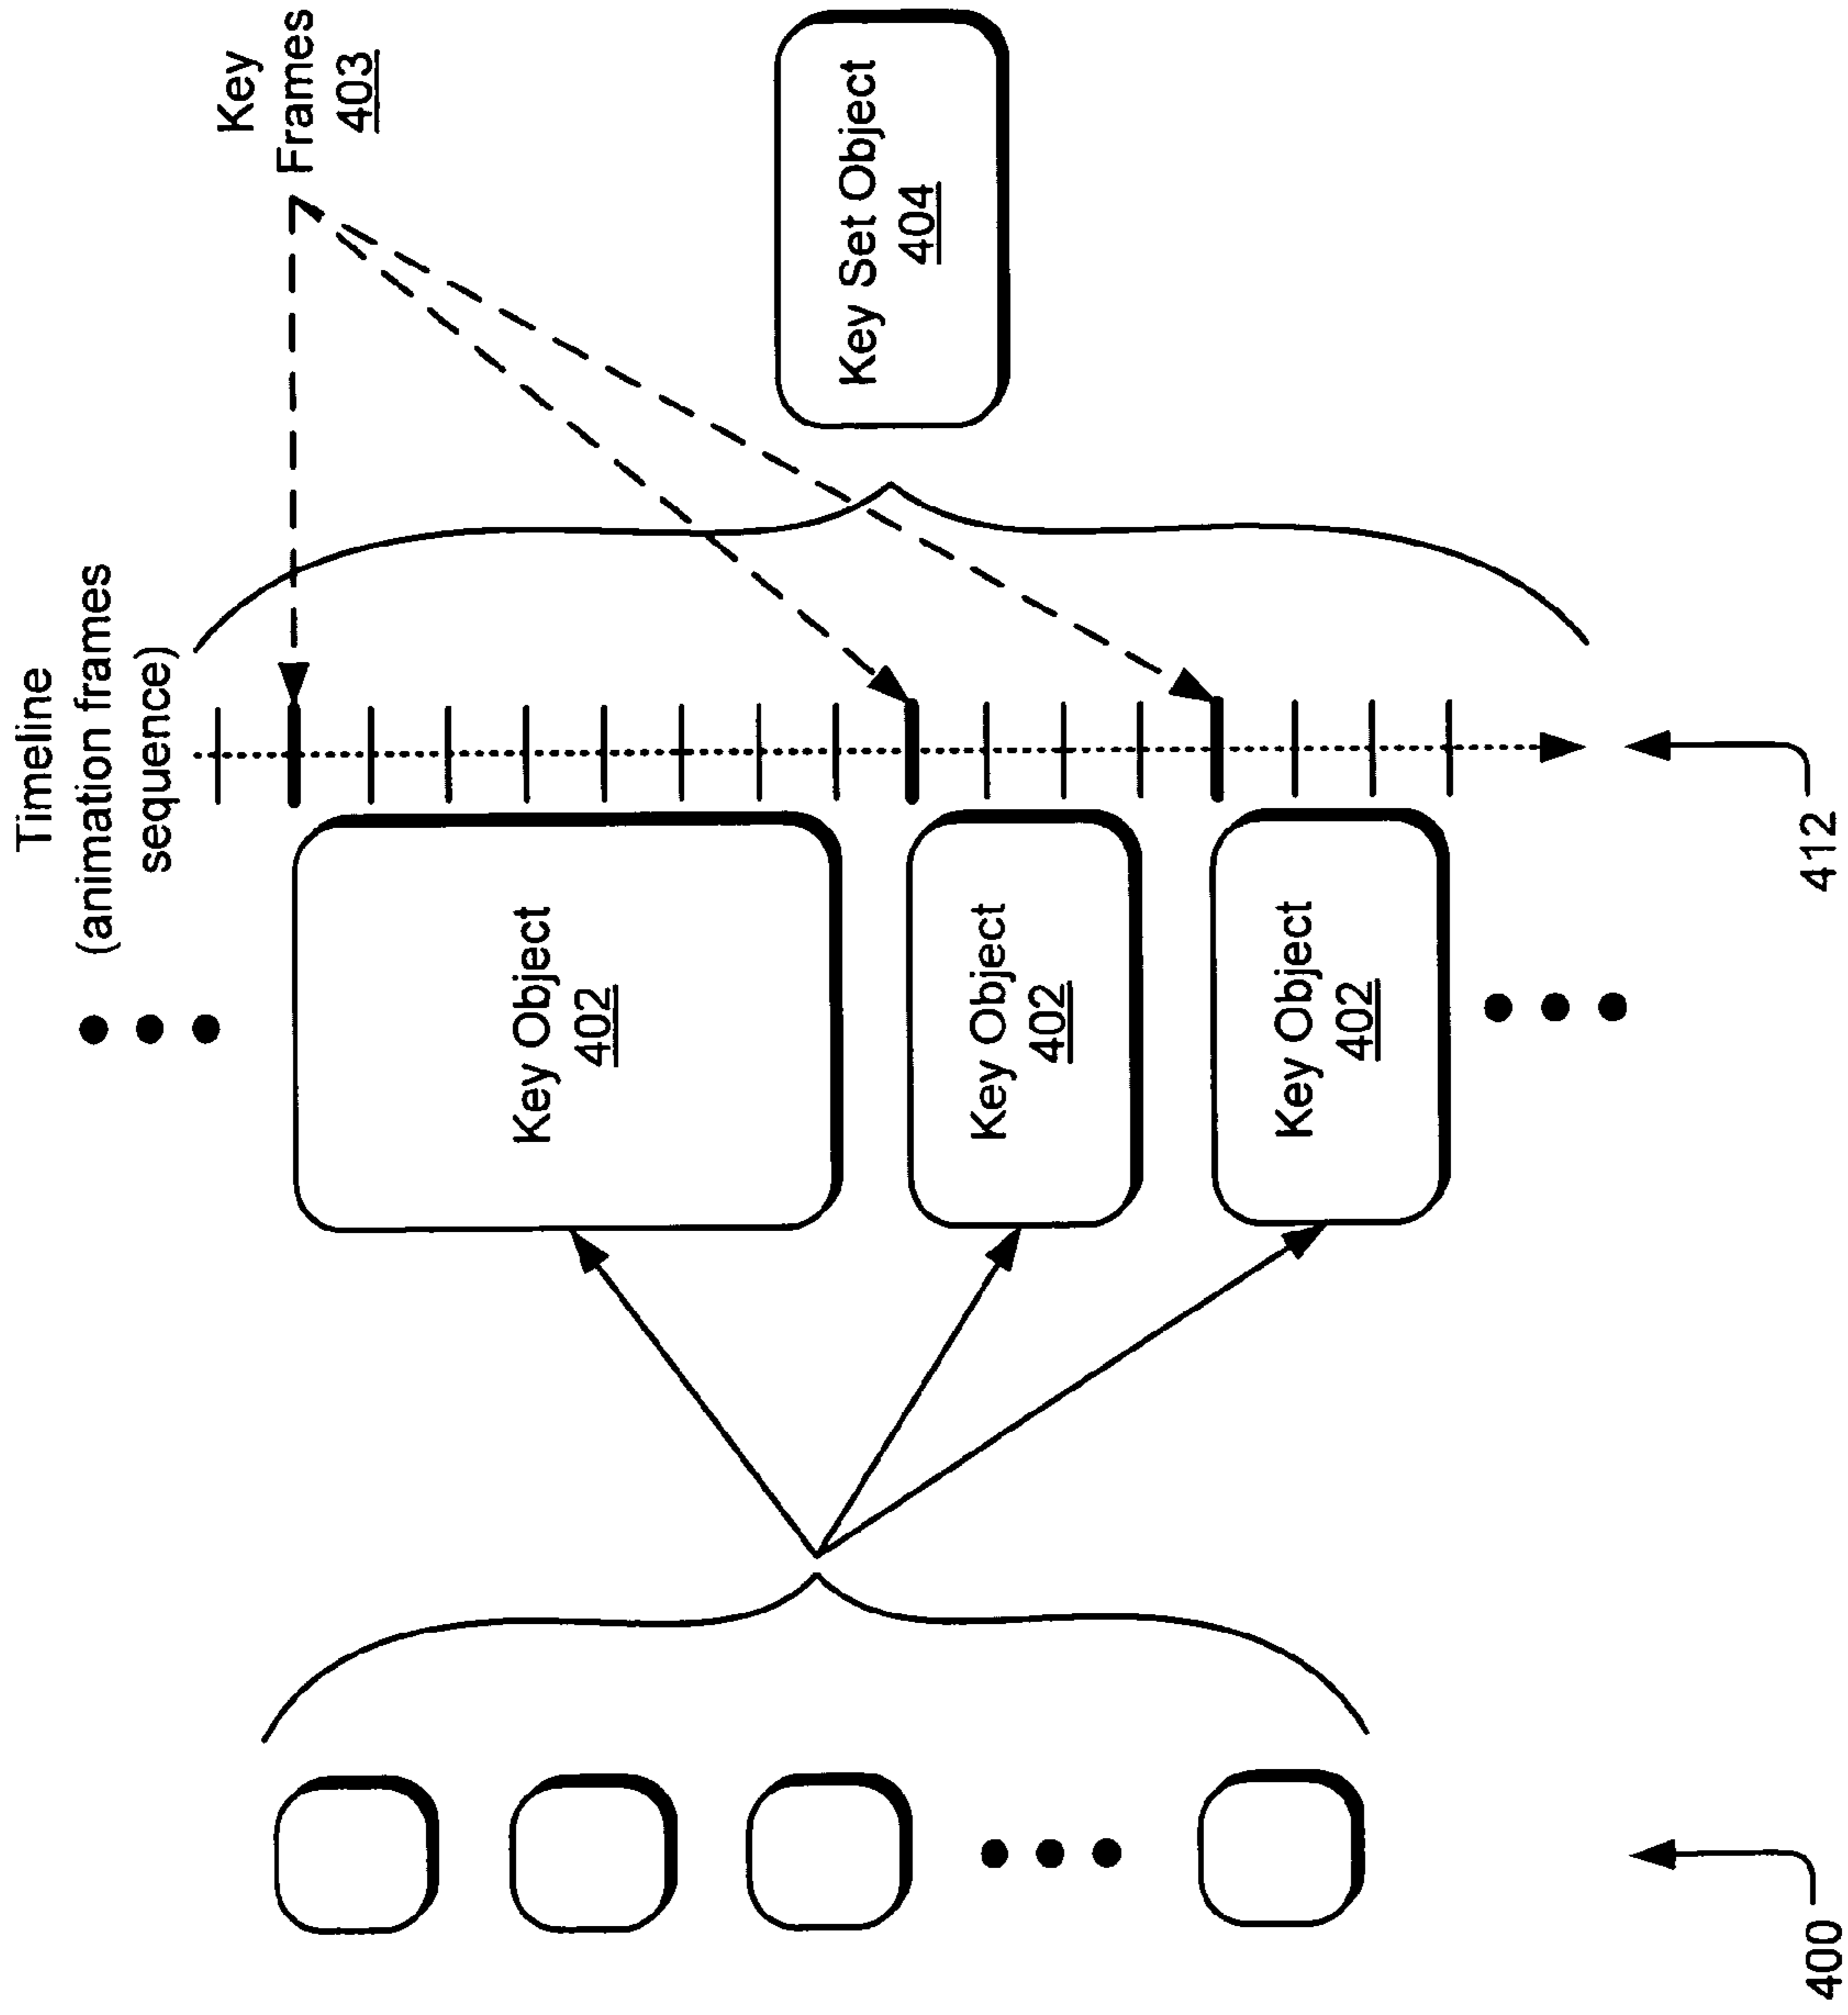 Timeline
(animation frames
sequence)
Key
Frames
403
Key Set Object
404
Key Object
402
Key Object
402
Key Object
402
412
400